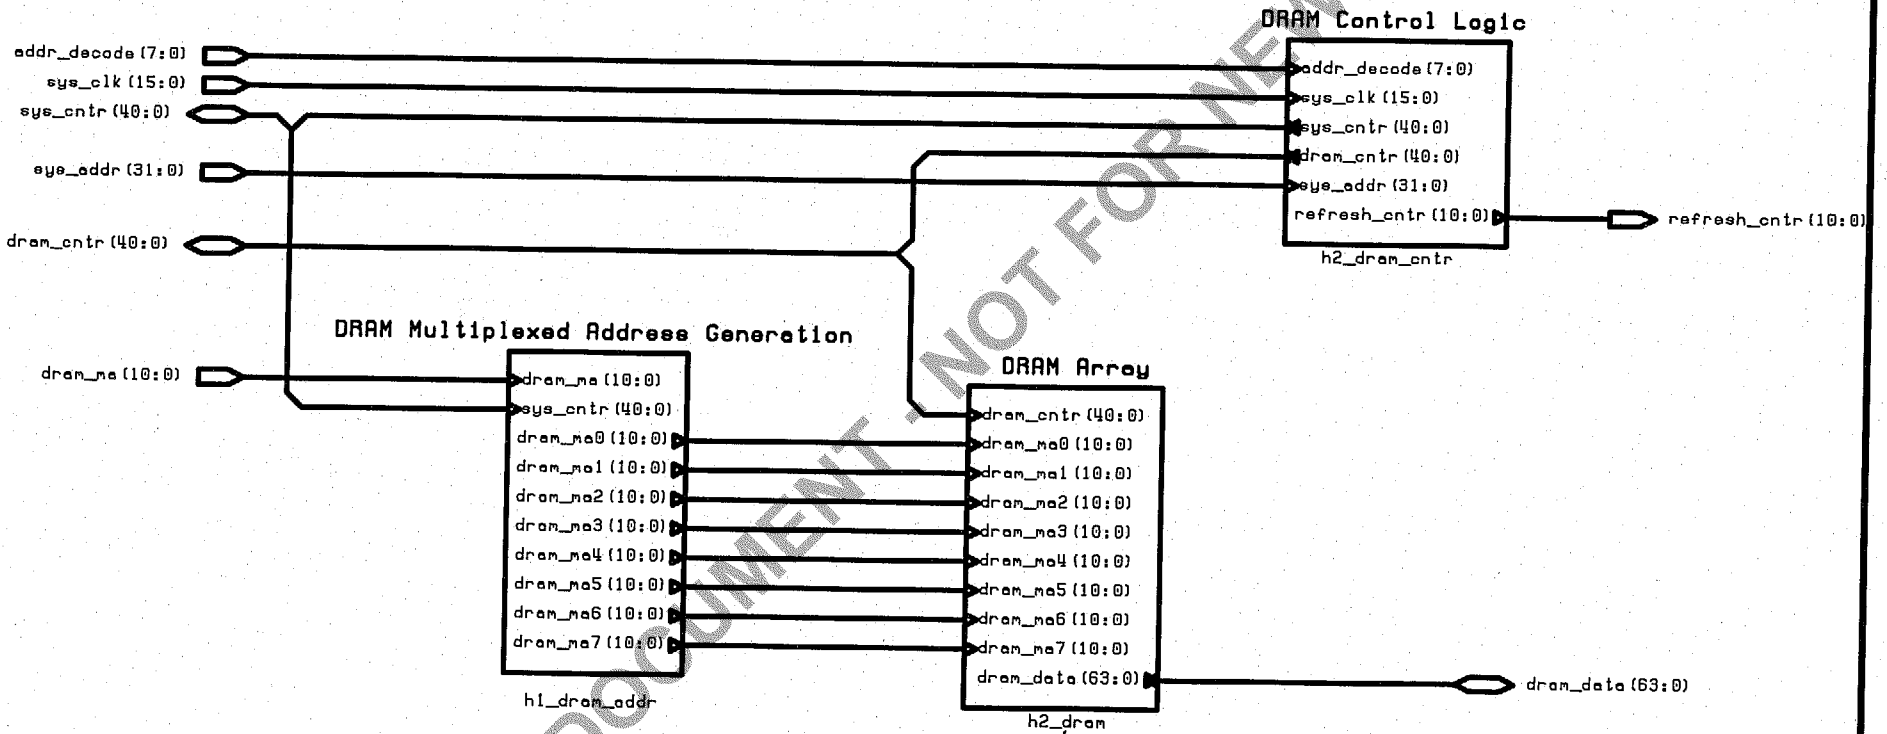 DRAM Control Logic
addr_decode(7:0)
sys_clk(15:0)
sys_cntr(40:0)
sys_addr(31:0)
dram_cntr(40:0)
addr_decode(7:0)
sys_clk(15:0)
sys_cntr(40:0)
dram_cntr(40:0)
sys_addr(31:0)
refresh_cntr(10:0)
refresh_cntr(10:0)
h2_dram_cntr
DRAM Multiplexed Address Generation
dram_ma(10:0)
dram_ma(10:0)
sys_cntr(40:0)
dram_ma0(10:0)
dram_ma1(10:0)
dram_ma2(10:0)
dram_ma3(10:0)
dram_ma4(10:0)
dram_ma5(10:0)
dram_ma6(10:0)
dram_ma7(10:0)
h1_dram_addr
DRAM Array
dram_cntr(40:0)
dram_ma0(10:0)
dram_ma1(10:0)
dram_ma2(10:0)
dram_ma3(10:0)
dram_ma4(10:0)
dram_ma5(10:0)
dram_ma6(10:0)
dram_ma7(10:0)
dram_data(63:0)
dram_data(63:0)
h2_dram
DOCUMENT - NOT FOR NEW